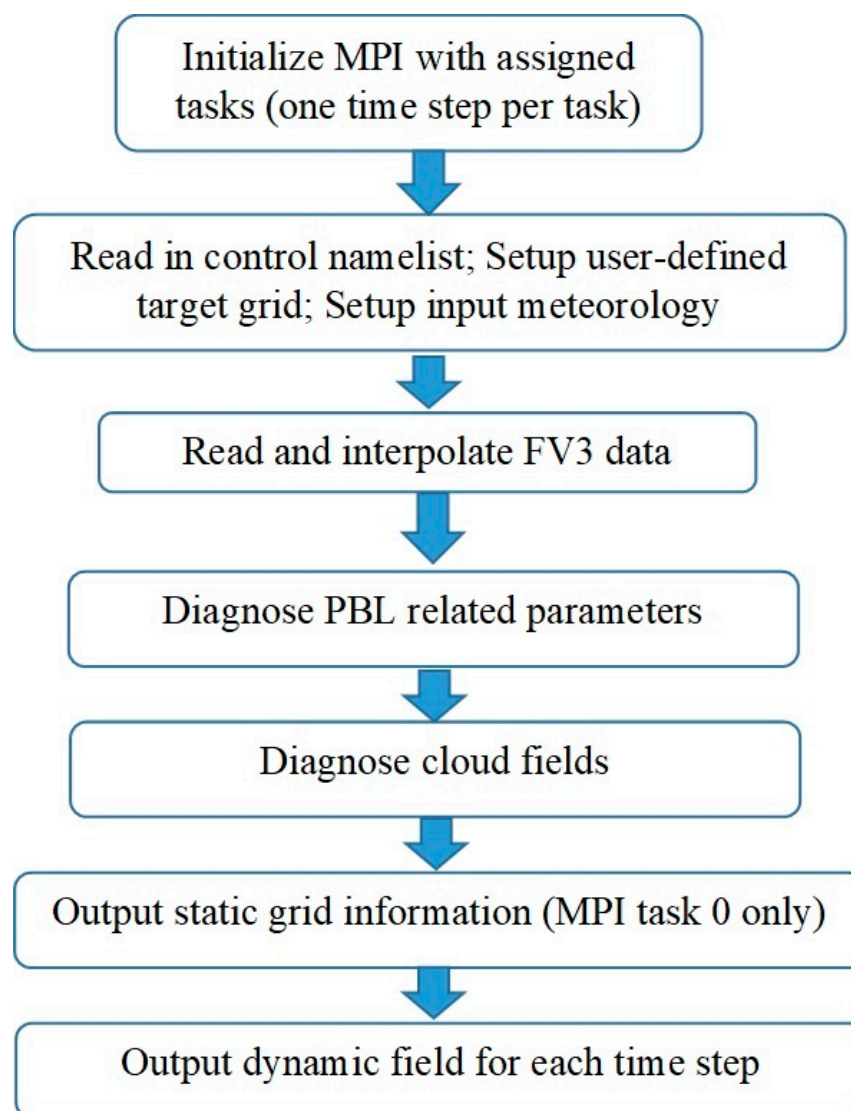 Initialize MPI with assigned
tasks (one time step per task)
Read in control namelist; Setup user-defined
target grid; Setup input meteorology
Read and interpolate FV3 data
Diagnose PBL related parameters
Diagnose cloud fields
Output static grid information (MPI task 0 only)
Output dynamic field for each time step